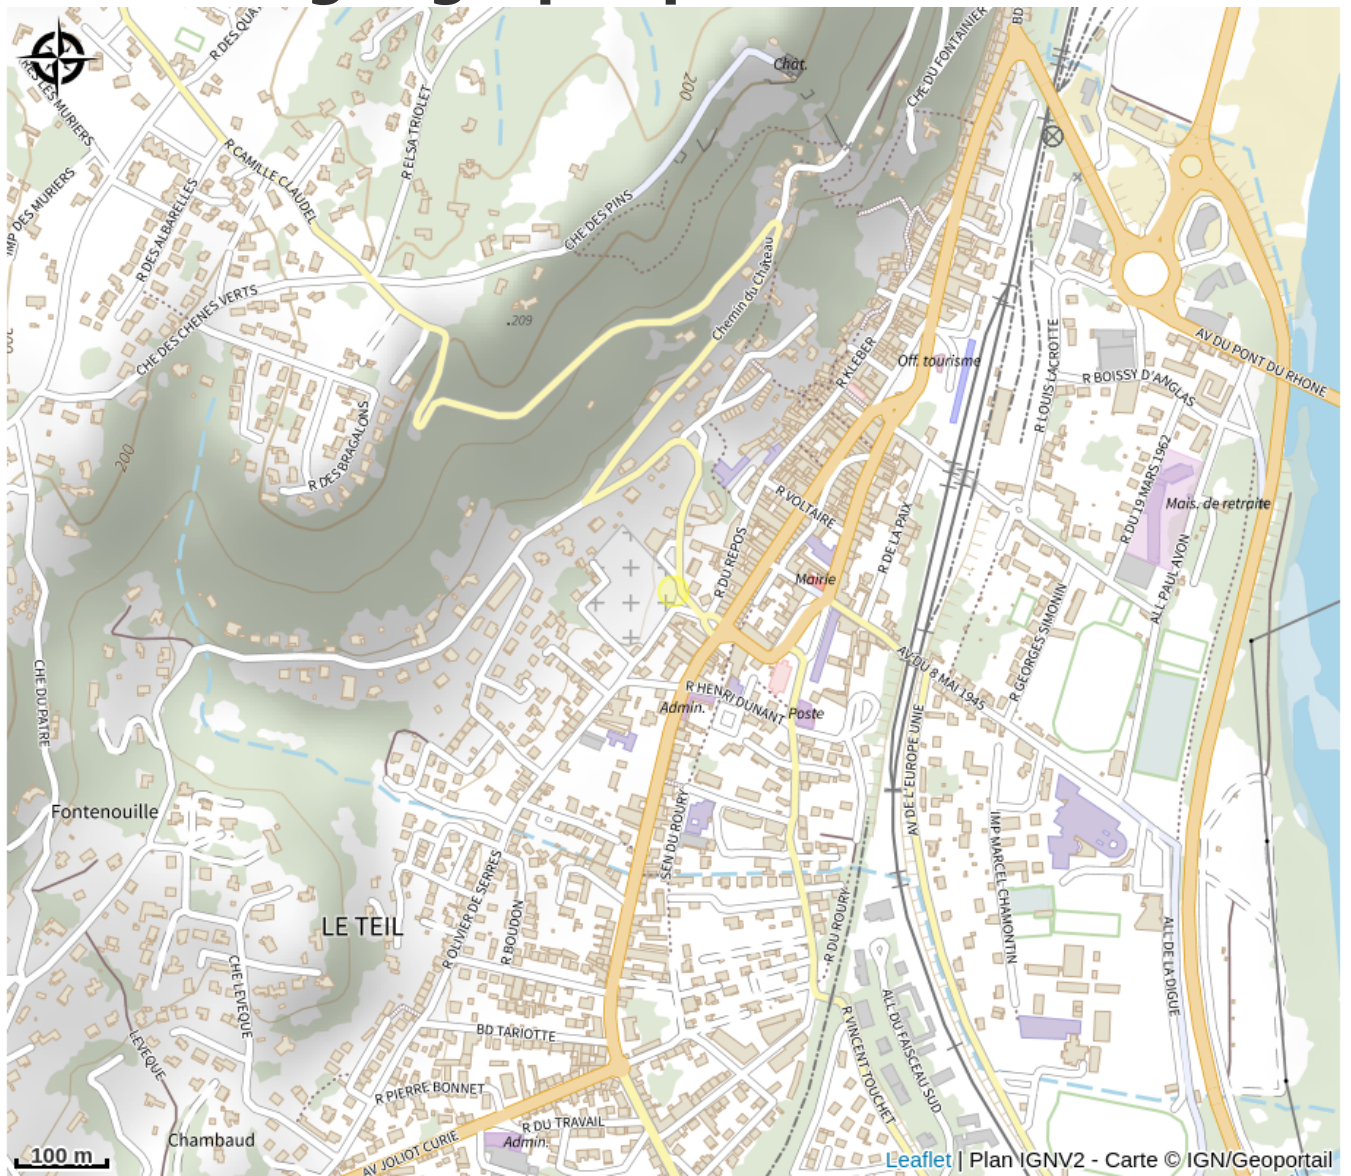 R DES QUA
CHE DU FONTAINIER
BD
Chât.
RES LES MURIERS
R ELSA TRIOLET
200
R CAMILLE CLAUDEL
IMP DES MURIERS
R DES ALBARELLES
CHE DES PINS
Chemin du Château
CHE DES CHENES VERTS
209
R KLEBER
Off. tourisme
R LOUIS LACROTTE
AV DU PONT DU RHONE
R BOISSY D'ANGLAS
200
R DES BRAGALONS
R VOLTAIRE
R DE LA PAIX
R DU 19 MARS 1962
Mais. de retraite
R DU REPOS
Mairie
ALL PAUL AVON
R GEORGES SIMONIN
CHE DU PATRE
AV DU 8 MAI 1945
R HENRI DUNANT
Admin.
Poste
AV DE L'EUROPE UNIE
Fontenouille
SEN DU ROURY
IMP MARCEL CHAMONTIN
LE TEIL
R OLIVIER DE SERRES
R BOUDON
R DU ROURY
ALL DE LA DIGUE
CHE LEVEQUE
LEVEQUE
BD TARIOTTE
R VINCENT TOUCHET
ALL DU FAISCEAU SUD
R PIERRE BONNET
R DU TRAVAIL
Chambaud
Admin.
AV JOLIOT CURIE
100 m
Leaflet | Plan IGNV2 - Carte © IGN/Geoportail